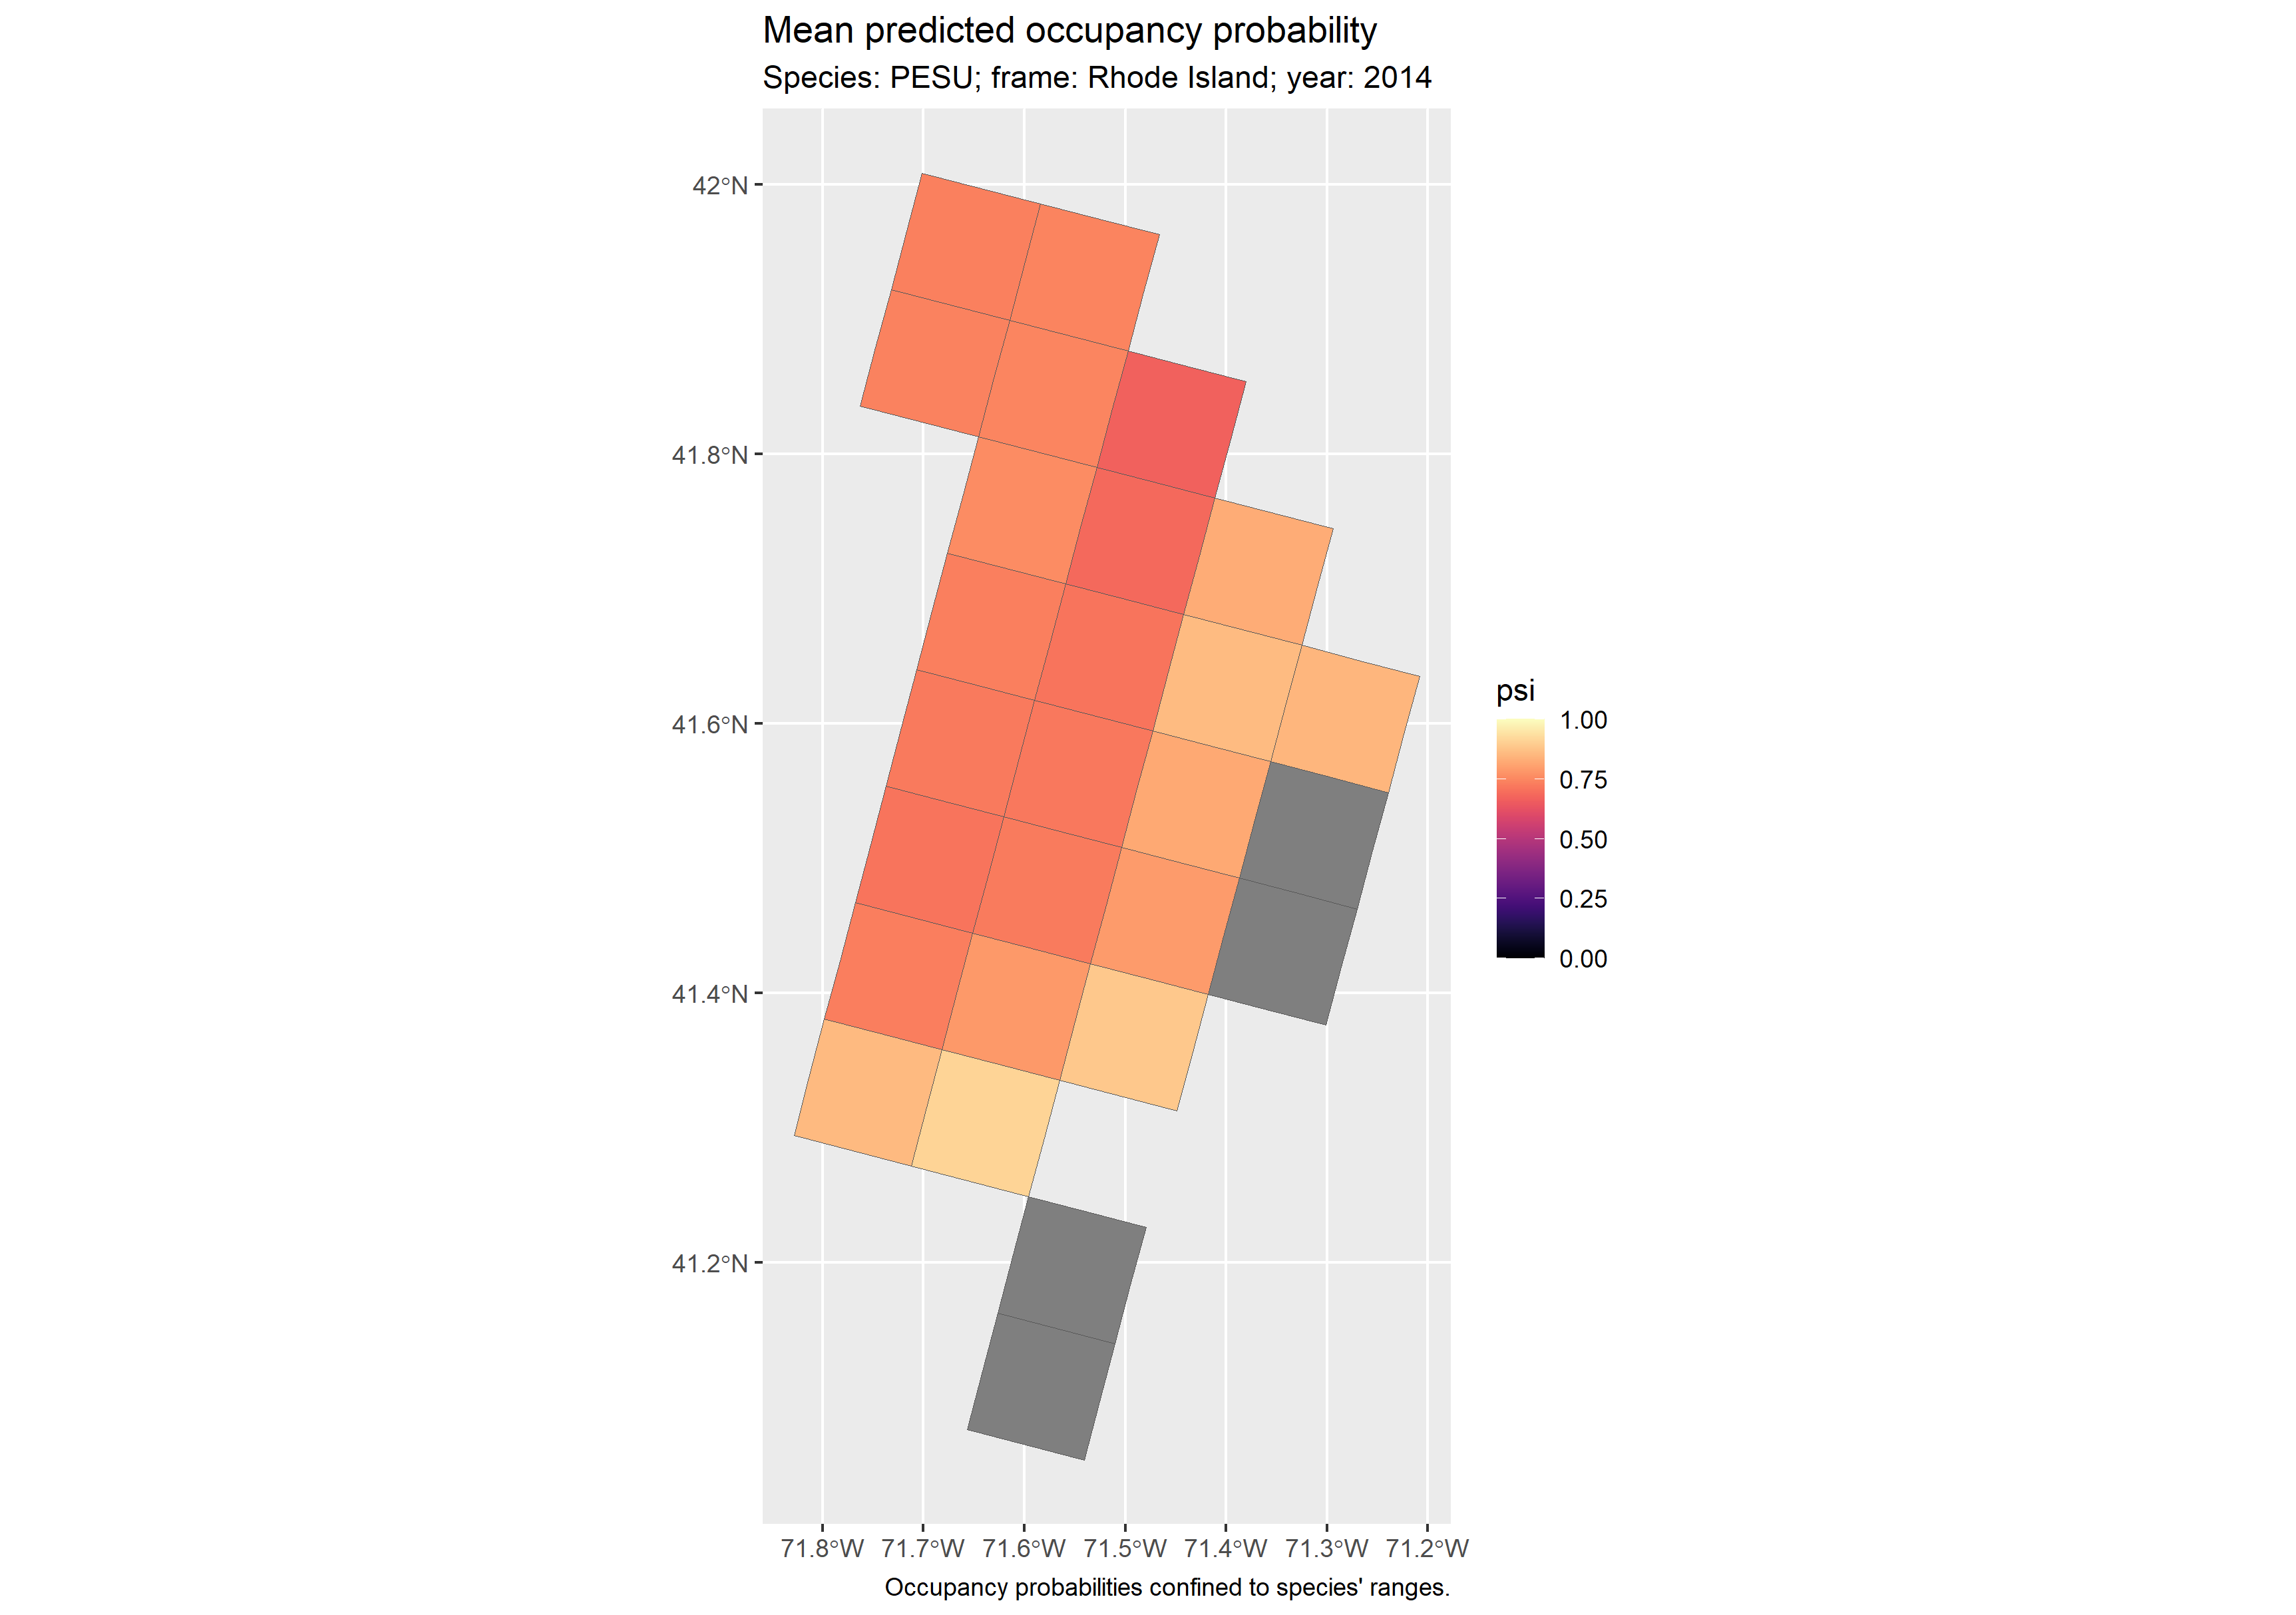 Mean predicted occupancy probability
Species: PESU; frame: Rhode Island; year: 2014
42°N
41.8°N
41.6°N
41.4°N
41.2°N
71.8°W 71.7°W 71.6°W 71.5°W 71.4°W 71.3°W 71.2°W
psi
1.00
0.75
0.50
0.25
0.00
Occupancy probabilities confined to species' ranges.